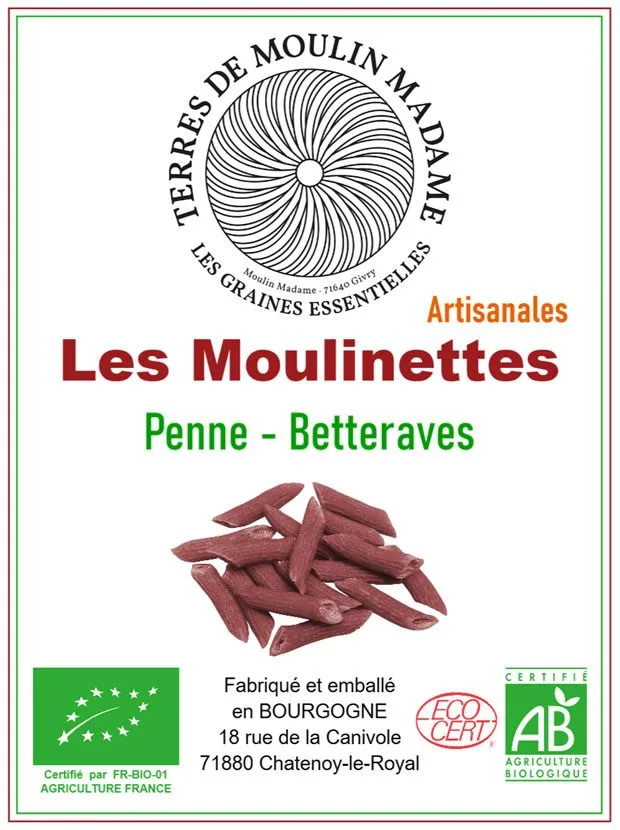 TERRES DE MOULIN MADAME
Moulin Madame - 71640 Givry
LES GRAINES ESSENTIELLES
Artisanales
Les Moulinettes
Penne - Betteraves
Fabriqué et emballé
en BOURGOGNE
18 rue de la Canivole
71880 Chatenoy-le-Royal
Certifié par FR-BIO-01
AGRICULTURE FRANCE
ECO
CERT
®
CERTIFIÉ
AB
AGRICULTURE
BIOLOGIQUE